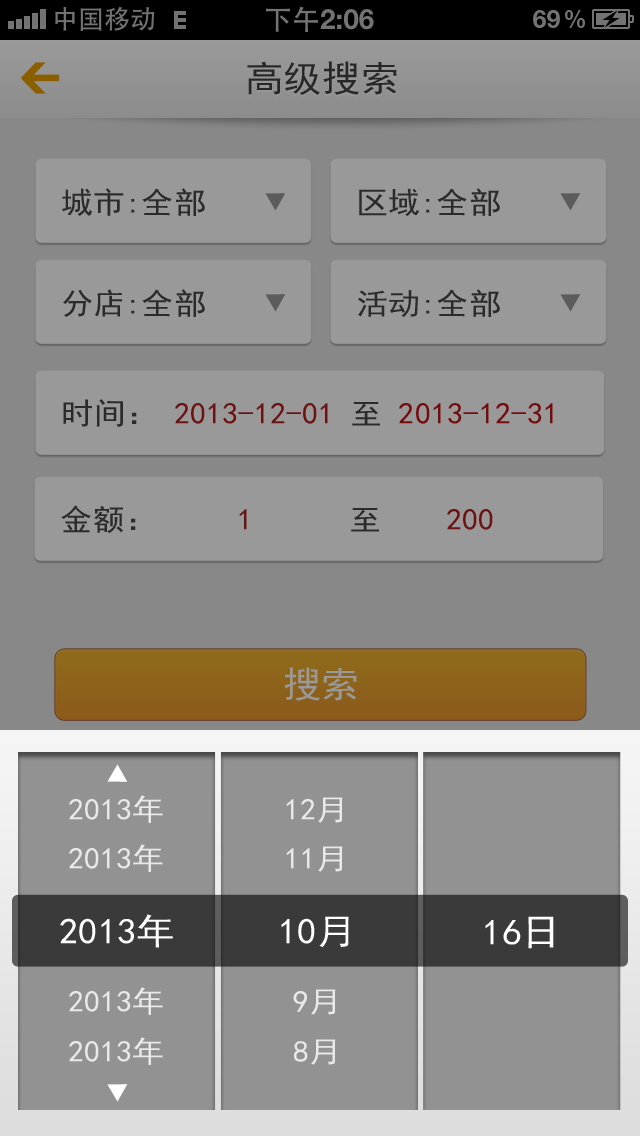 中国移动 E 下午2:06 69%
高级搜索
城市:全部 ▼ 区域:全部 ▼
分店:全部 ▼ 活动:全部 ▼
时间: 2013-12-01 至 2013-12-31
金额: 1 至 200
搜索
2013年 12月
2013年 11月
2013年 10月 16日
2013年 9月
2013年 8月